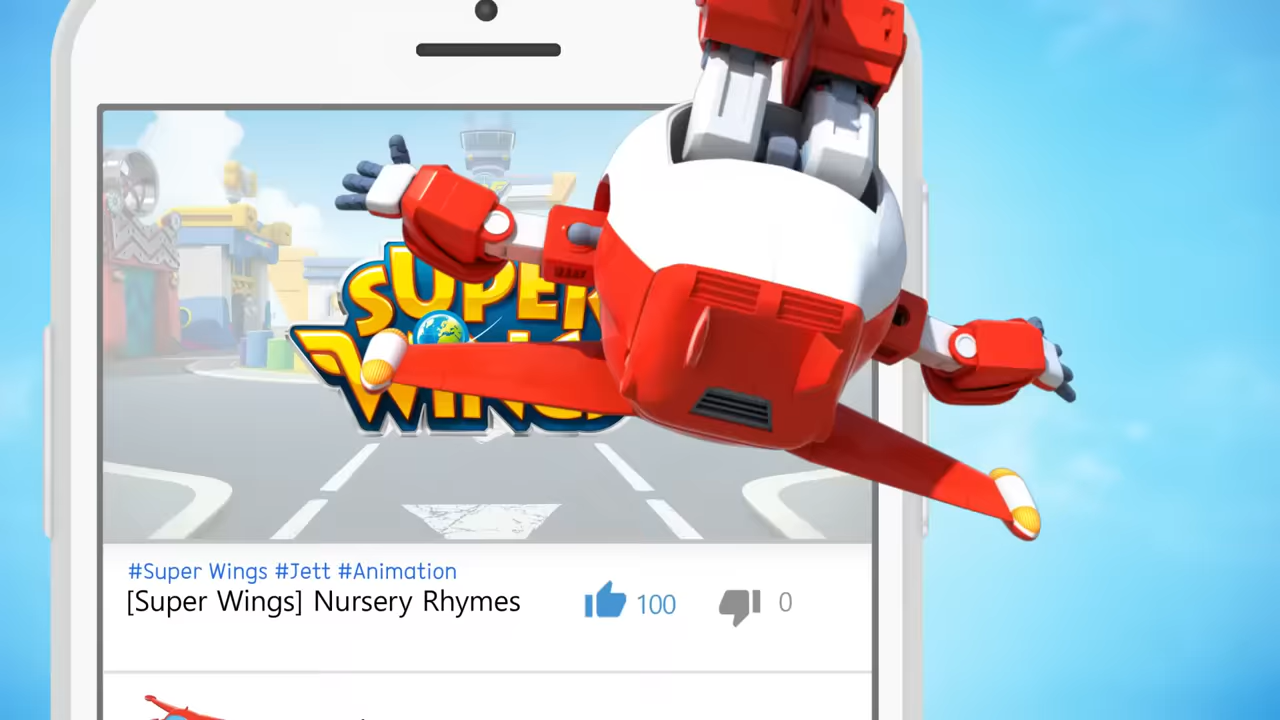 SUPER
WINGS
#Super Wings #Jett #Animation
[Super Wings] Nursery Rhymes
100
0